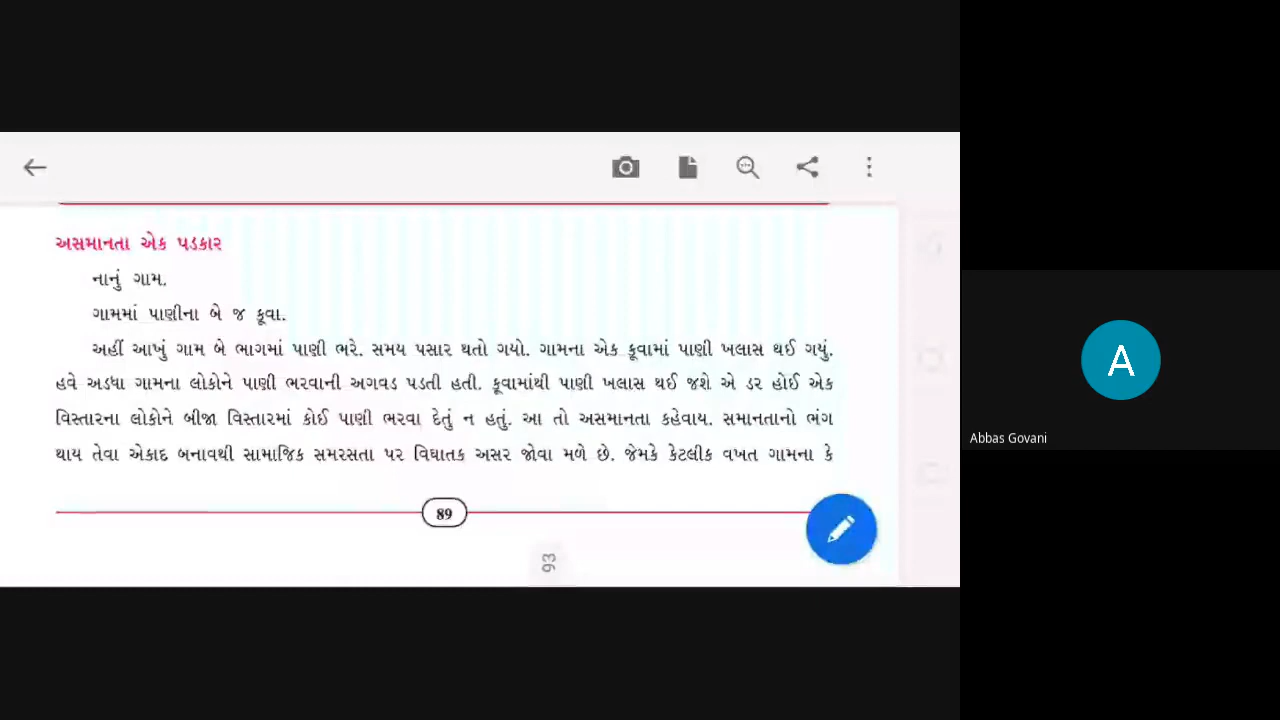 અસમાનતા એક પડકાર
નાનું ગામ.
ગામમાં પાણીના બે જ કૂવા.
અહીં આખું ગામ બે ભાગમાં પાણી ભરે. સમય પસાર થતો ગયો. ગામના એક કૂવામાં પાણી ખલાસ થઈ ગયું.
હવે અડધા ગામના લોકોને પાણી ભરવાની અગવડ પડતી હતી. કૂવામાંથી પાણી ખલાસ થઈ જશે એ ડર હોઈ એક
વિસ્તારના લોકોને બીજા વિસ્તારમાં કોઈ પાણી ભરવા દેતું ન હતું. આ તો અસમાનતા કહેવાય. સમાનતાનો ભંગ
થાય તેવા એકાદ બનાવથી સામાજિક સમરસતા પર વિઘાતક અસર જોવા મળે છે. જેમકે કેટલીક વખત ગામના કે
89
93
A
Abbas Govani